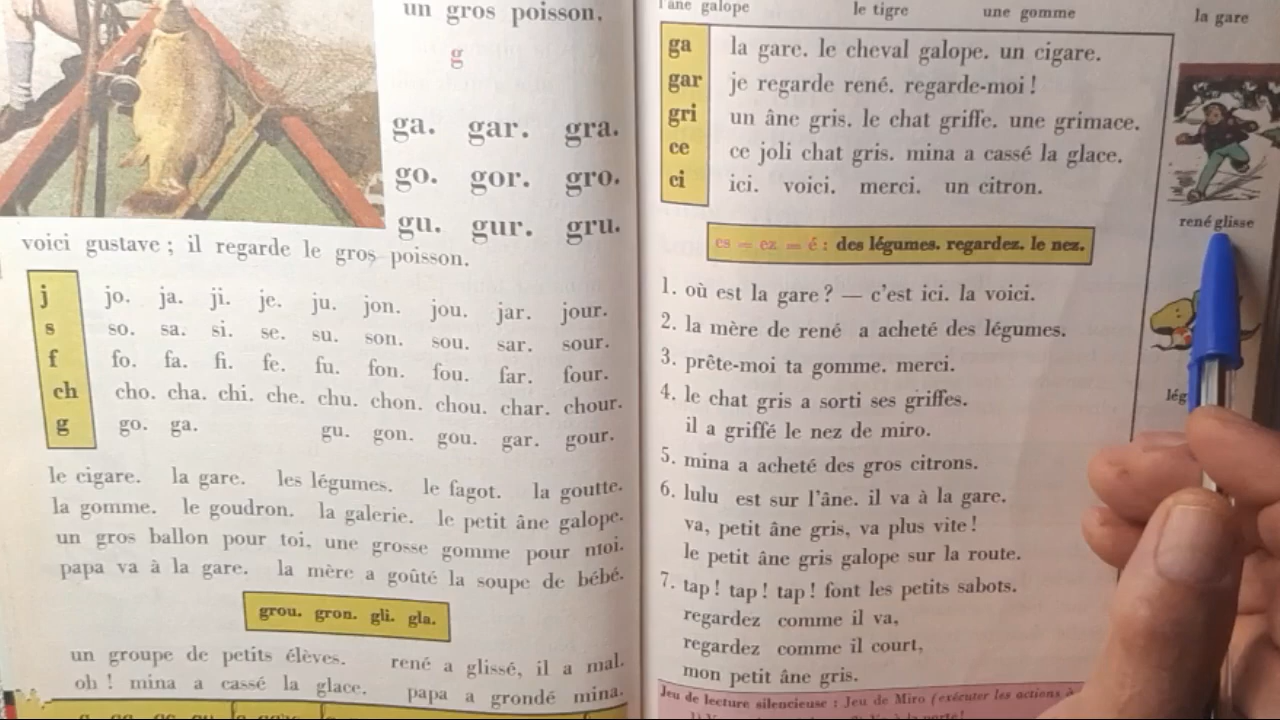 un gros poisson.
g
ga. gar. gra.
go. gor. gro.
gu. gur. gru.
voici gustave ; il regarde le gros poisson.
j jo. ja. ji. je. ju. jon. jou. jar. jour.
s so. sa. si. se. su. son. sou. sar. sour.
f fo. fa. fi. fe. fu. fon. fou. far. four.
ch cho. cha. chi. che. chu. chon. chou. char. chour.
g go. ga. gu. gon. gou. gar. gour.
le cigare. la gare. les légumes. le fagot. la goutte.
la gomme. le goudron. la galerie. le petit âne galope.
un gros ballon pour toi, une grosse gomme pour moi.
papa va à la gare. la mère a goûté la soupe de bébé.
grou. gron. gli. gla.
un groupe de petits élèves. rené a glissé, il a mal.
oh ! mina a cassé la glace. papa a grondé mina.
l'âne galope le tigre une gomme la gare
ga la gare. le cheval galope. un cigare.
gar je regarde rené. regarde-moi !
gri un âne gris. le chat griffe. une grimace.
ce ce joli chat gris. mina a cassé la glace.
ci ici. voici. merci. un citron.
rené glisse
es = ez = é : des légumes. regardez. le nez.
1. où est la gare ? — c'est ici. la voici.
2. la mère de rené a acheté des légumes.
3. prête-moi ta gomme. merci.
4. le chat gris a sorti ses griffes.
il a griffé le nez de miro.
lég
5. mina a acheté des gros citrons.
6. lulu est sur l'âne. il va à la gare.
va, petit âne gris, va plus vite !
le petit âne gris galope sur la route.
7. tap ! tap ! tap ! font les petits sabots.
regardez comme il va,
regardez comme il court,
mon petit âne gris.
Jeu de lecture silencieuse : Jeu de Miro (exécuter les actions à